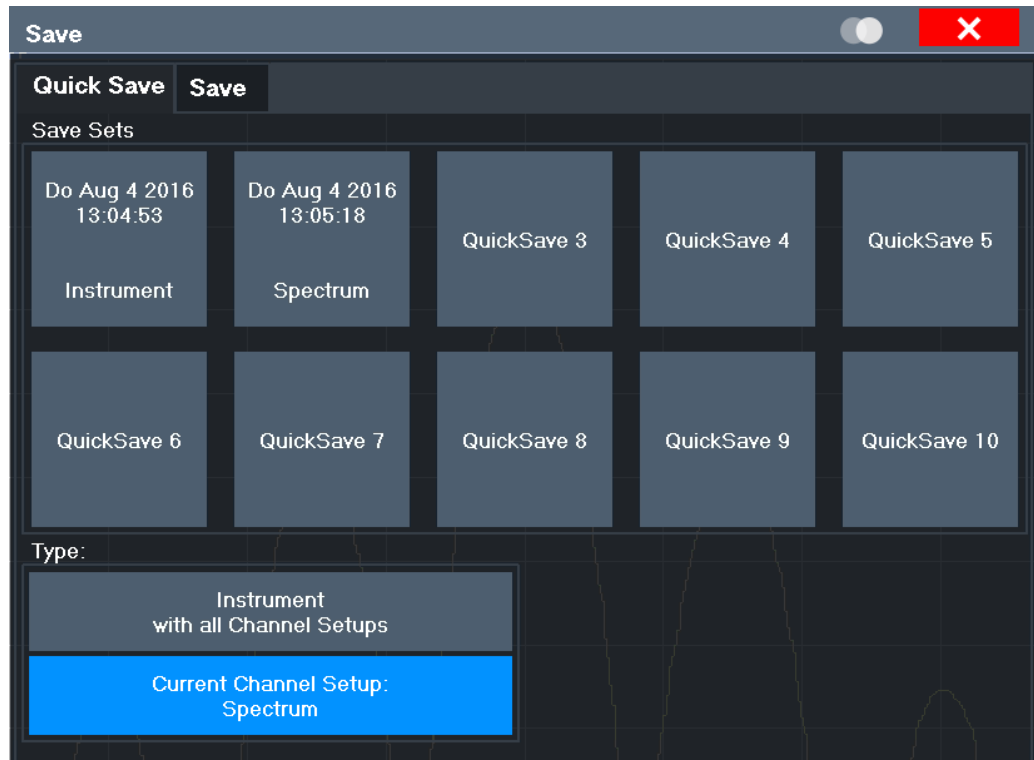 Save
Quick Save
Save
Save Sets
Do Aug 4 2016
13:04:53
Instrument
Do Aug 4 2016
13:05:18
Spectrum
QuickSave 3
QuickSave 4
QuickSave 5
QuickSave 6
QuickSave 7
QuickSave 8
QuickSave 9
QuickSave 10
Type:
Instrument
with all Channel Setups
Current Channel Setup:
Spectrum